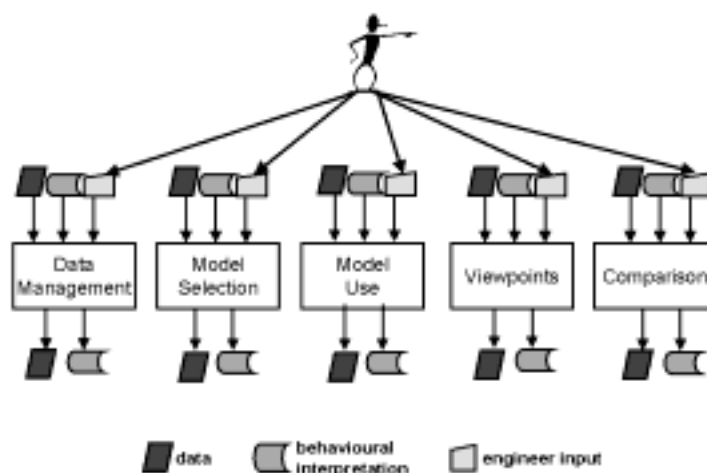 Data
Management
Model
Selection
Model
Use
Viewpoints
Comparison
data
behavioural
interpretation
engineer input